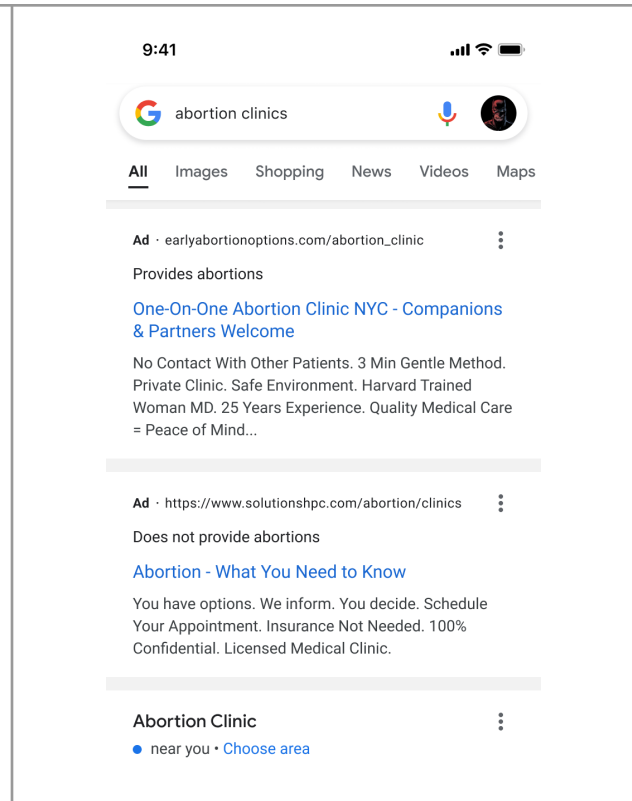 9:41
abortion clinics
All Images Shopping News Videos Maps
Ad · earlyabortionoptions.com/abortion_clinic
Provides abortions
One-On-One Abortion Clinic NYC - Companions
& Partners Welcome
No Contact With Other Patients. 3 Min Gentle Method.
Private Clinic. Safe Environment. Harvard Trained
Woman MD. 25 Years Experience. Quality Medical Care
= Peace of Mind...
Ad · https://www.solutionshpc.com/abortion/clinics
Does not provide abortions
Abortion - What You Need to Know
You have options. We inform. You decide. Schedule
Your Appointment. Insurance Not Needed. 100%
Confidential. Licensed Medical Clinic.
Abortion Clinic
near you • Choose area